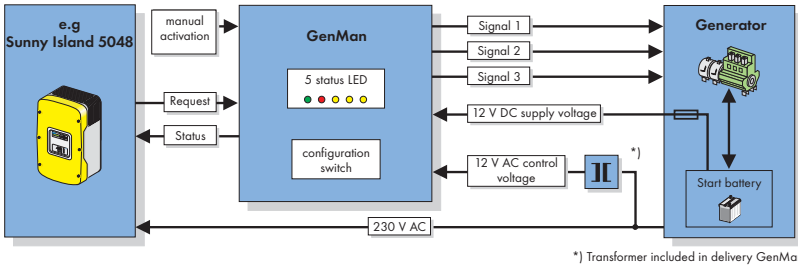 e.g
Sunny Island 5048
manual
activation
GenMan
5 status LED
configuration
switch
Request
Status
Signal 1
Signal 2
Signal 3
12 V DC supply voltage
12 V AC control
voltage
*)
230 V AC
Generator
Start battery
*) Transformer included in delivery GenMa